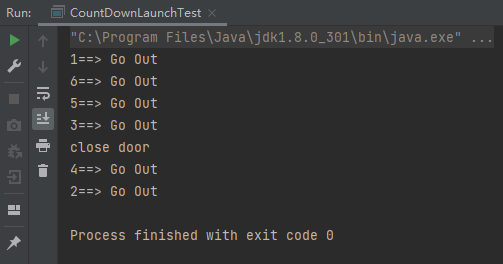 Run: CountDownLaunchTest ×
"C:\Program Files\Java\jdk1.8.0_301\bin\java.exe" ...
1==> Go Out
6==> Go Out
5==> Go Out
3==> Go Out
close door
4==> Go Out
2==> Go Out
Process finished with exit code 0